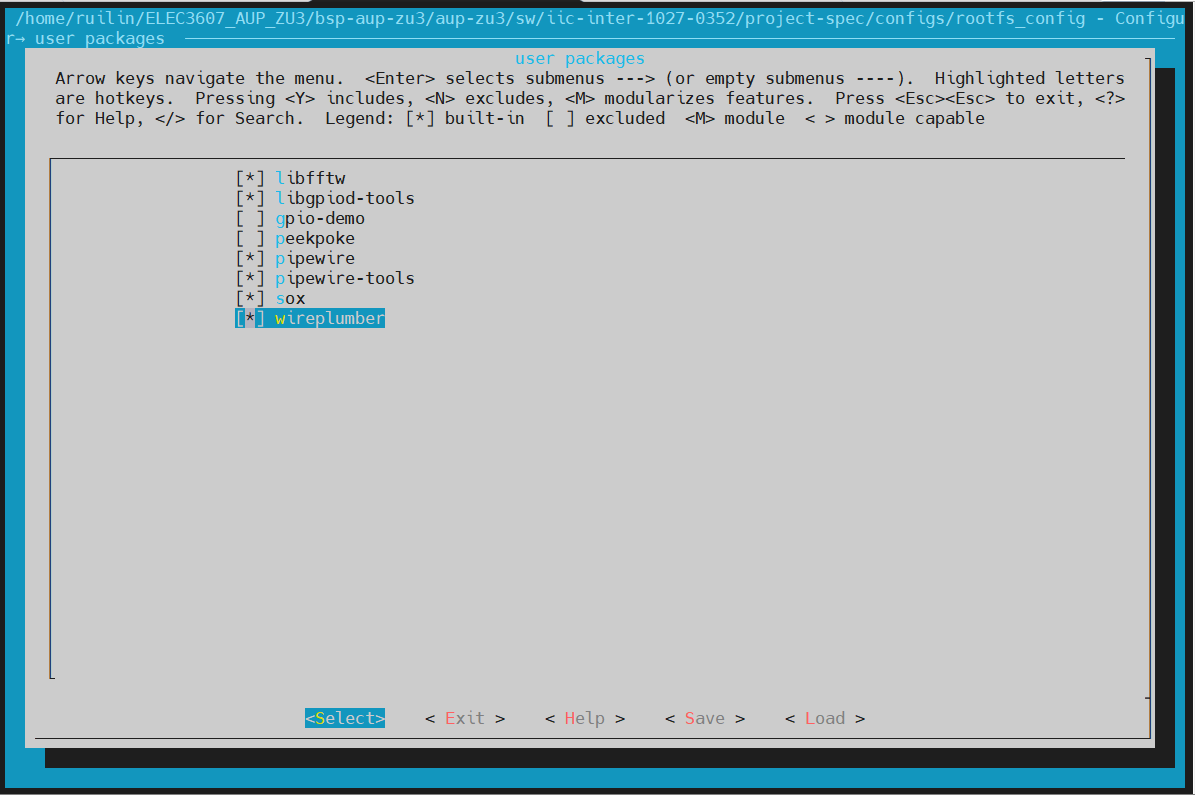 /home/ruilin/ELEC3607_AUP_ZU3/bsp-aup-zu3/aup-zu3/sw/iic-inter-1027-0352/project-spec/configs/rootfs_config - Configu
r→ user packages
user packages
Arrow keys navigate the menu.  <Enter> selects submenus ---> (or empty submenus ----).  Highlighted letters
are hotkeys.  Pressing <Y> includes, <N> excludes, <M> modularizes features.  Press <Esc><Esc> to exit, <?>
for Help, </> for Search.  Legend: [*] built-in  [ ] excluded  <M> module  < > module capable
[*] libfftw
[*] libgpiod-tools
[ ] gpio-demo
[ ] peekpoke
[*] pipewire
[*] pipewire-tools
[*] sox
[*] wireplumber
<Select>    < Exit >    < Help >    < Save >    < Load >